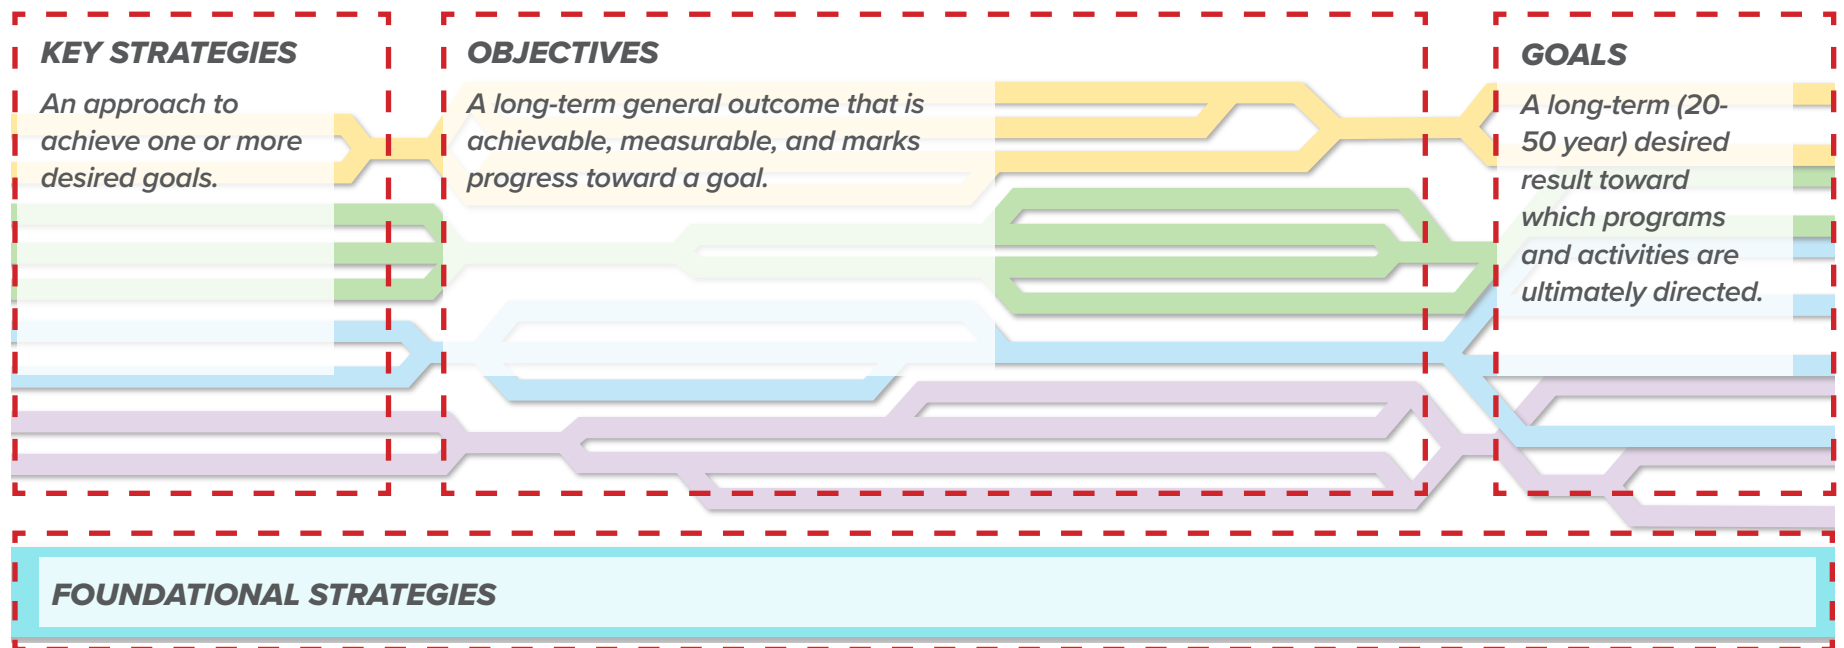 KEY STRATEGIES
An approach to
achieve one or more
desired goals.
OBJECTIVES
A long-term general outcome that is
achievable, measurable, and marks
progress toward a goal.
GOALS
A long-term (20-
50 year) desired
result toward
which programs
and activities are
ultimately directed.
FOUNDATIONAL STRATEGIES